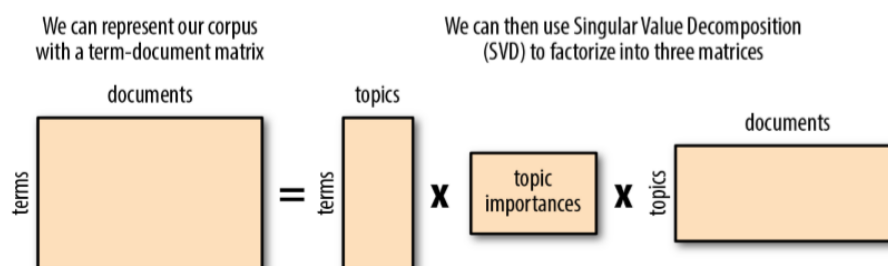 We can represent our corpus
with a term-document matrix
We can then use Singular Value Decomposition
(SVD) to factorize into three matrices
documents
topics
documents
terms
=
terms
x
topic
importances
x
topics